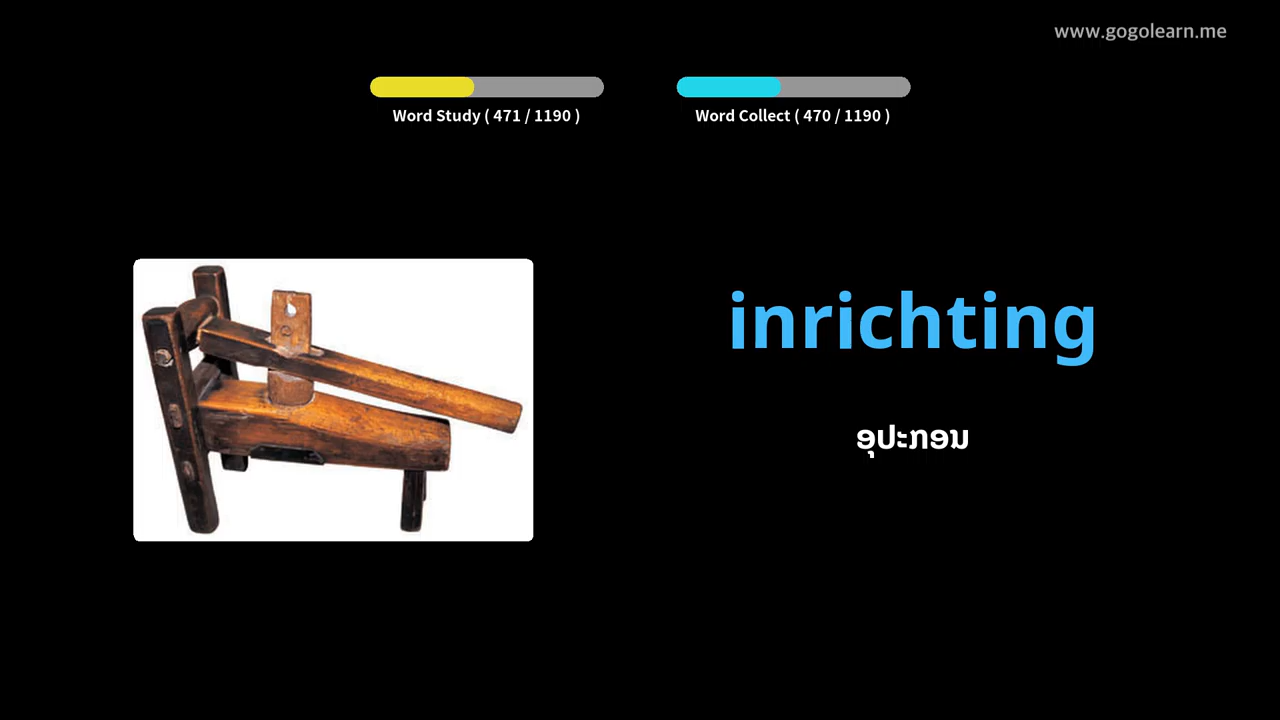 www.gogolearn.me
Word Study ( 471 / 1190 )
Word Collect ( 470 / 1190 )
inrichting
ອຸປະກອນ